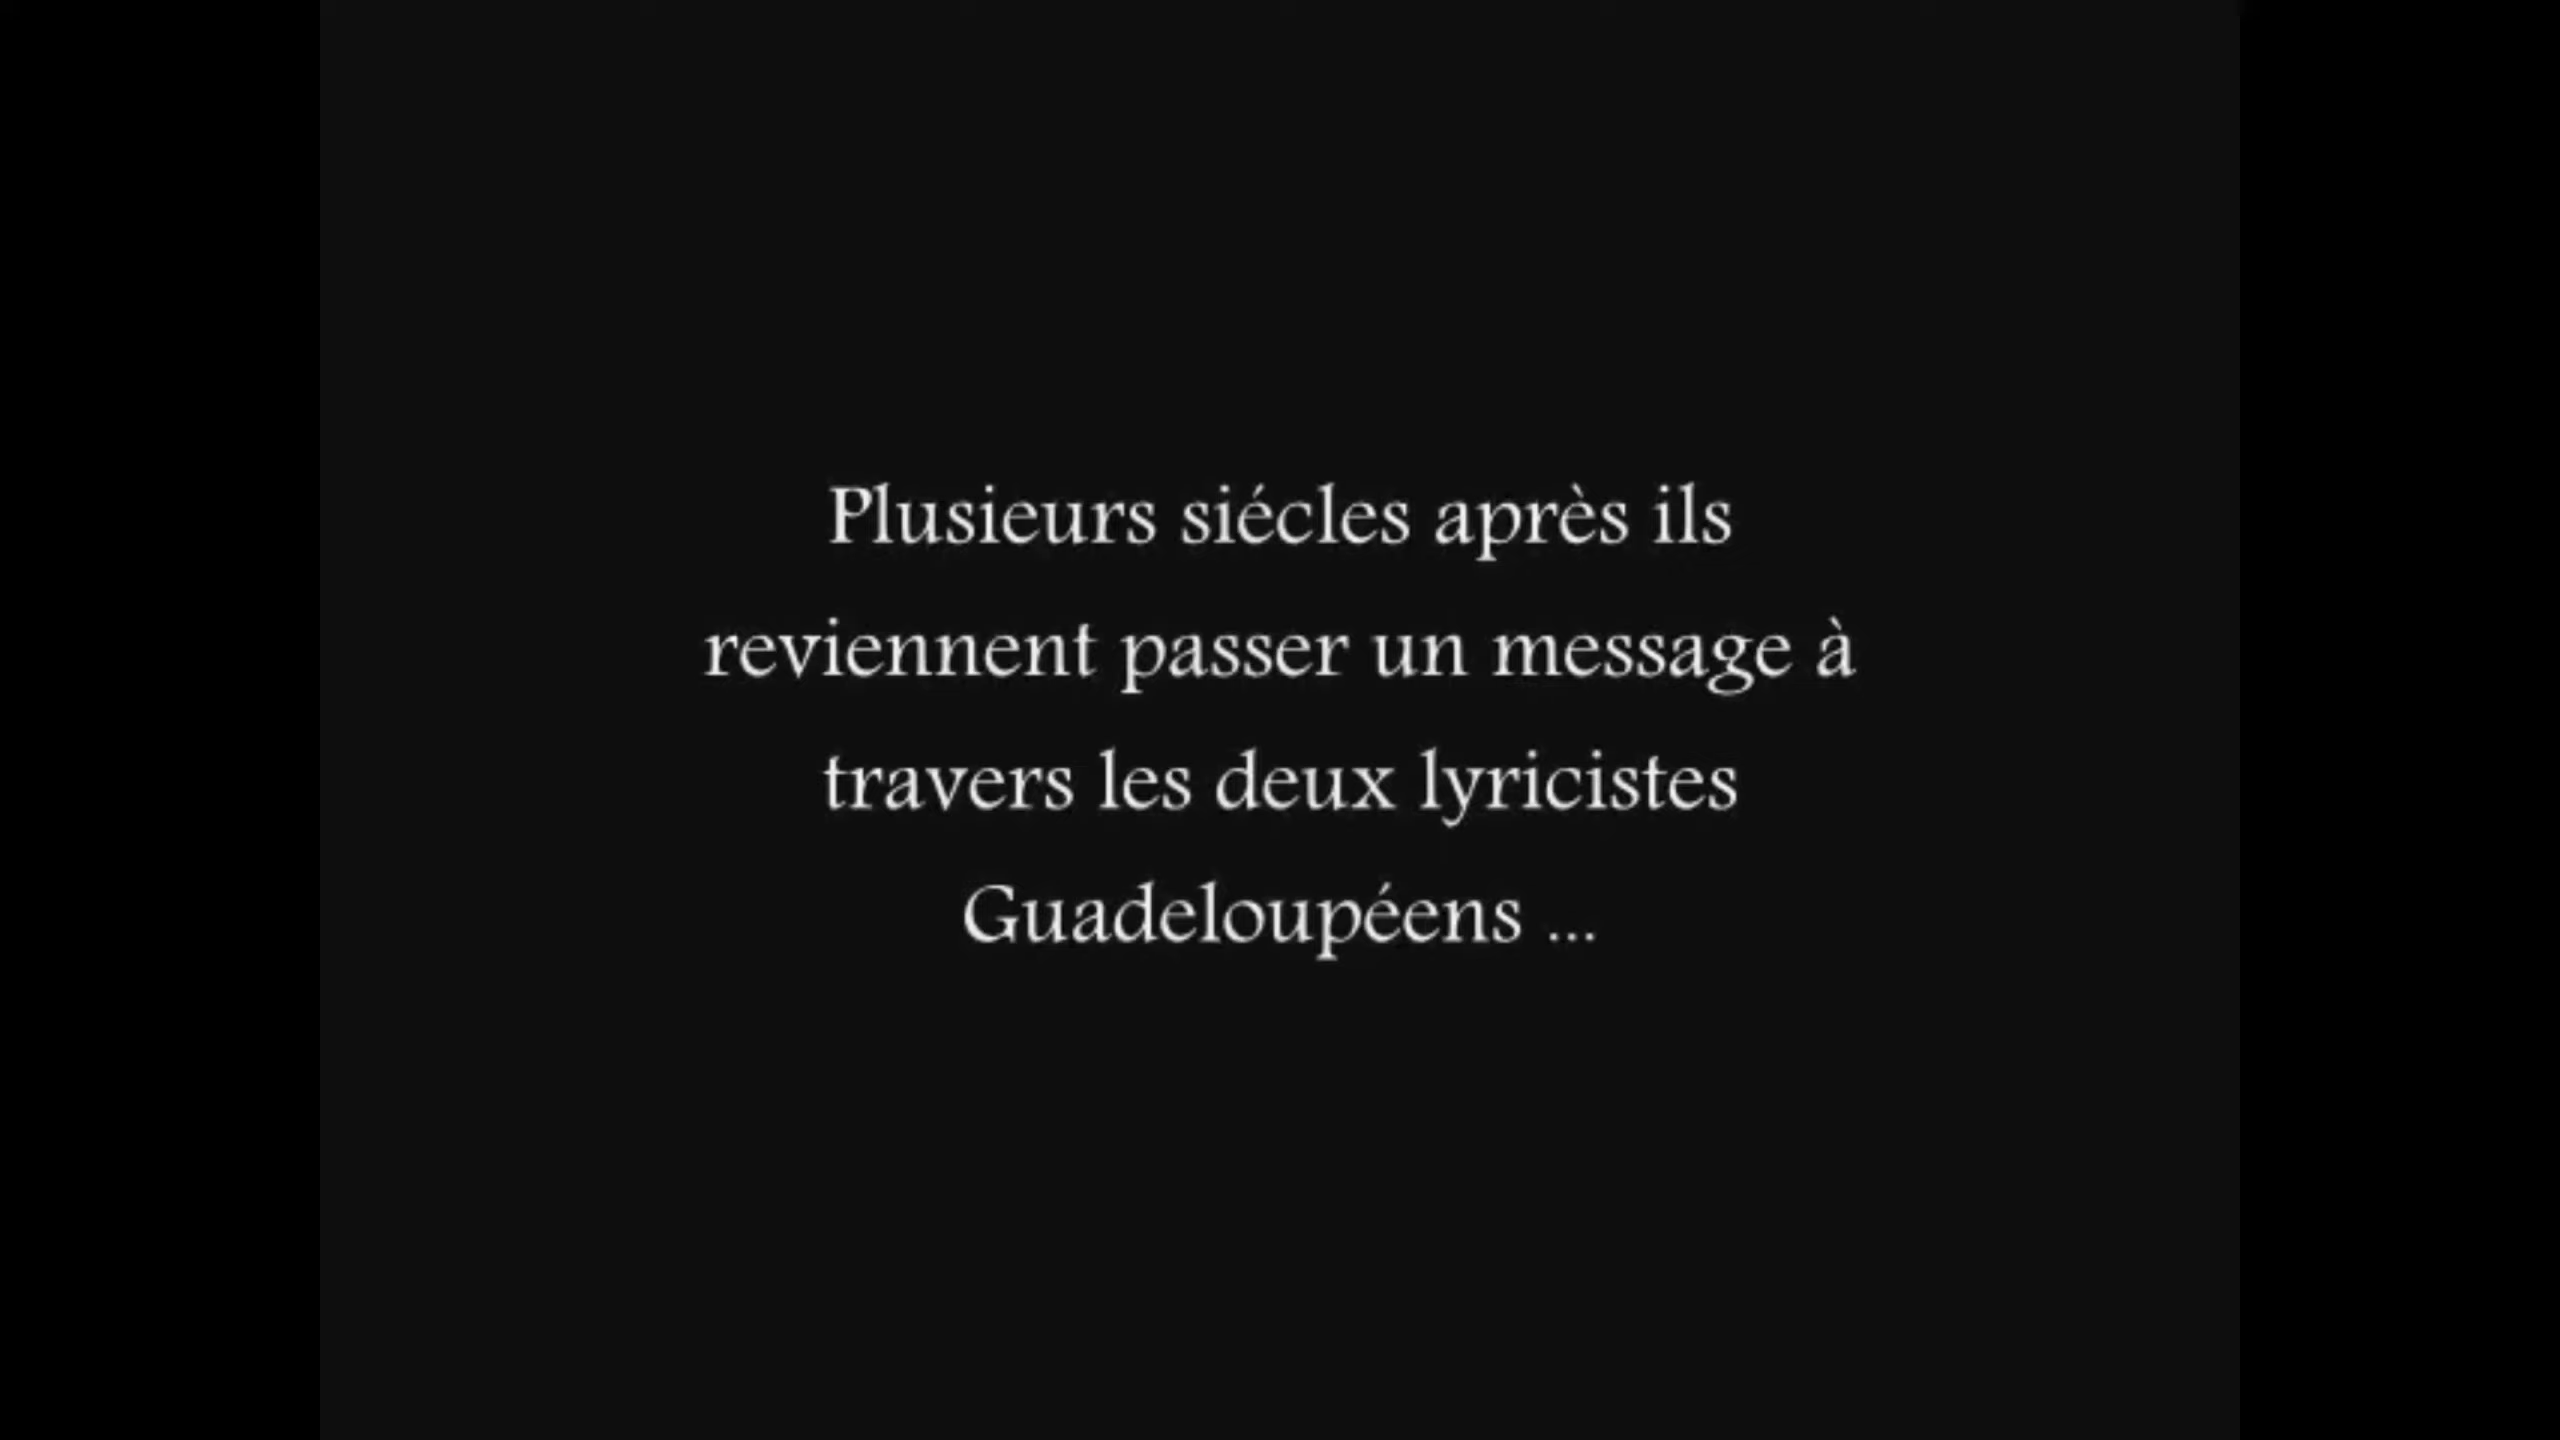 Plusieurs siécles après ils
reviennent passer un message à
travers les deux lyricistes
Guadeloupéens ...